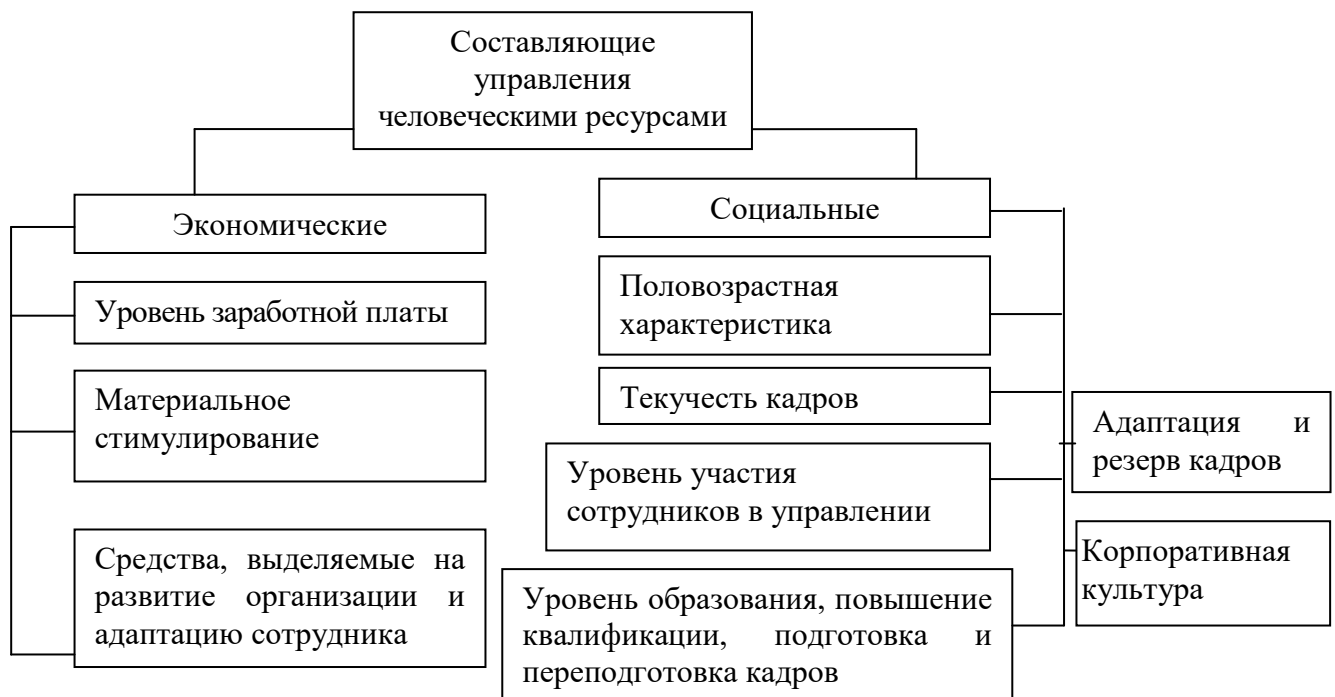 Составляющие
управления
человеческими ресурсами
Экономические
Уровень заработной платы
Материальное
стимулирование
Средства, выделяемые на
развитие организации и
адаптацию сотрудника
Социальные
Половозрастная
характеристика
Текучесть кадров
Уровень участия
сотрудников в управлении
Уровень образования, повышение
квалификации, подготовка и
переподготовка кадров
Адаптация и
резерв кадров
Корпоративная
культура